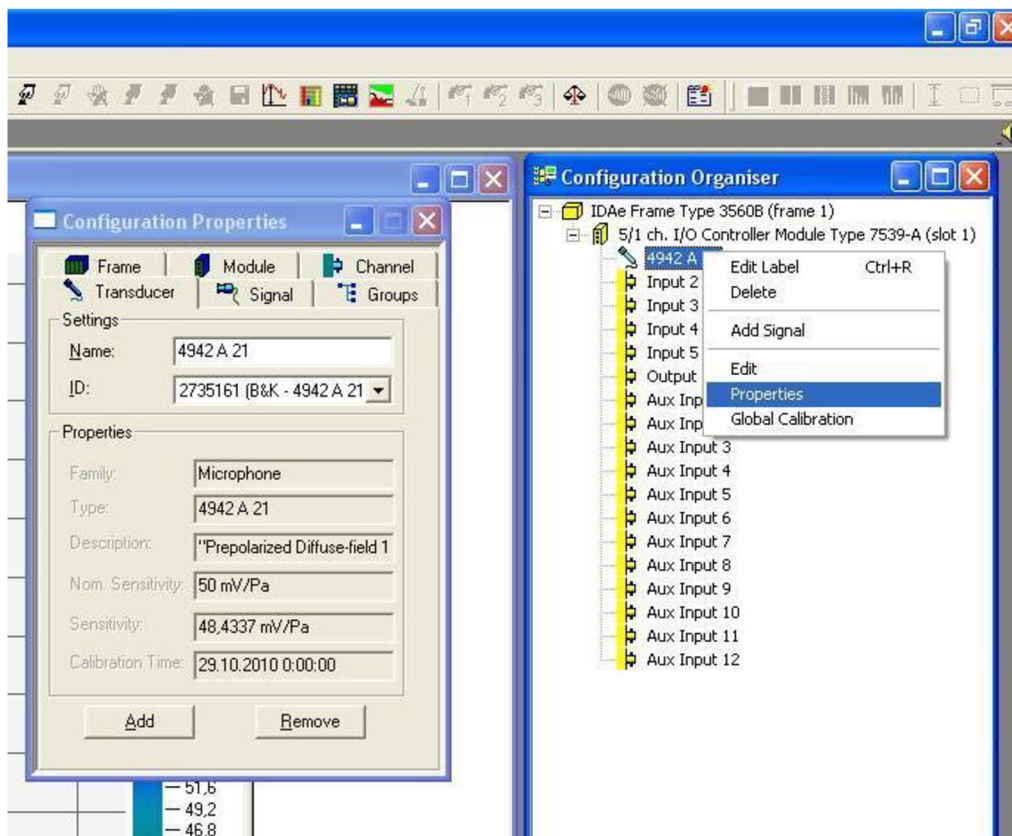 Configuration Properties
Frame
Module
Channel
Transducer
Signal
Groups
Settings
Name:
4942 A 21
ID:
2735161 (B&K - 4942 A 21
Properties
Family:
Microphone
Type:
4942 A 21
Description:
"Prepolarized Diffuse-field 1
Nom. Sensitivity:
50 mV/Pa
Sensitivity:
48,4337 mV/Pa
Calibration Time:
29.10.2010 0:00:00
Add
Remove
51,6
49,2
46,8
Configuration Organiser
IDAe Frame Type 3560B (frame 1)
5/1 ch. I/O Controller Module Type 7539-A (slot 1)
4942 A
Input 2
Input 3
Input 4
Input 5
Output
Aux Inp
Aux Inp
Aux Input 3
Aux Input 4
Aux Input 5
Aux Input 6
Aux Input 7
Aux Input 8
Aux Input 9
Aux Input 10
Aux Input 11
Aux Input 12
Edit Label Ctrl+R
Delete
Add Signal
Edit
Properties
Global Calibration